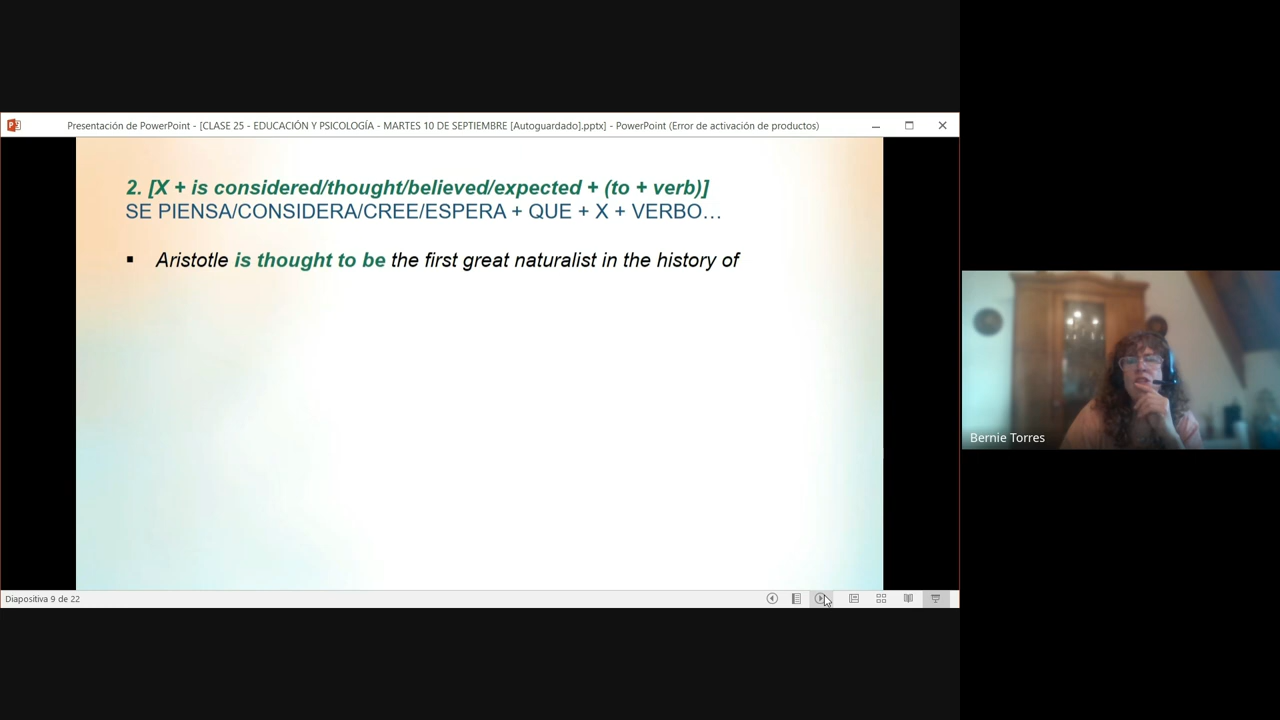 Presentación de PowerPoint - [CLASE 25 - EDUCACIÓN Y PSICOLOGÍA - MARTES 10 DE SEPTIEMBRE [Autoguardado].pptx] - PowerPoint (Error de activación de productos)
2. [X + is considered/thought/believed/expected + (to + verb)]
SE PIENSA/CONSIDERA/CREE/ESPERA + QUE + X + VERBO…
▪ Aristotle is thought to be the first great naturalist in the history of
Bernie Torres
Diapositiva 9 de 22